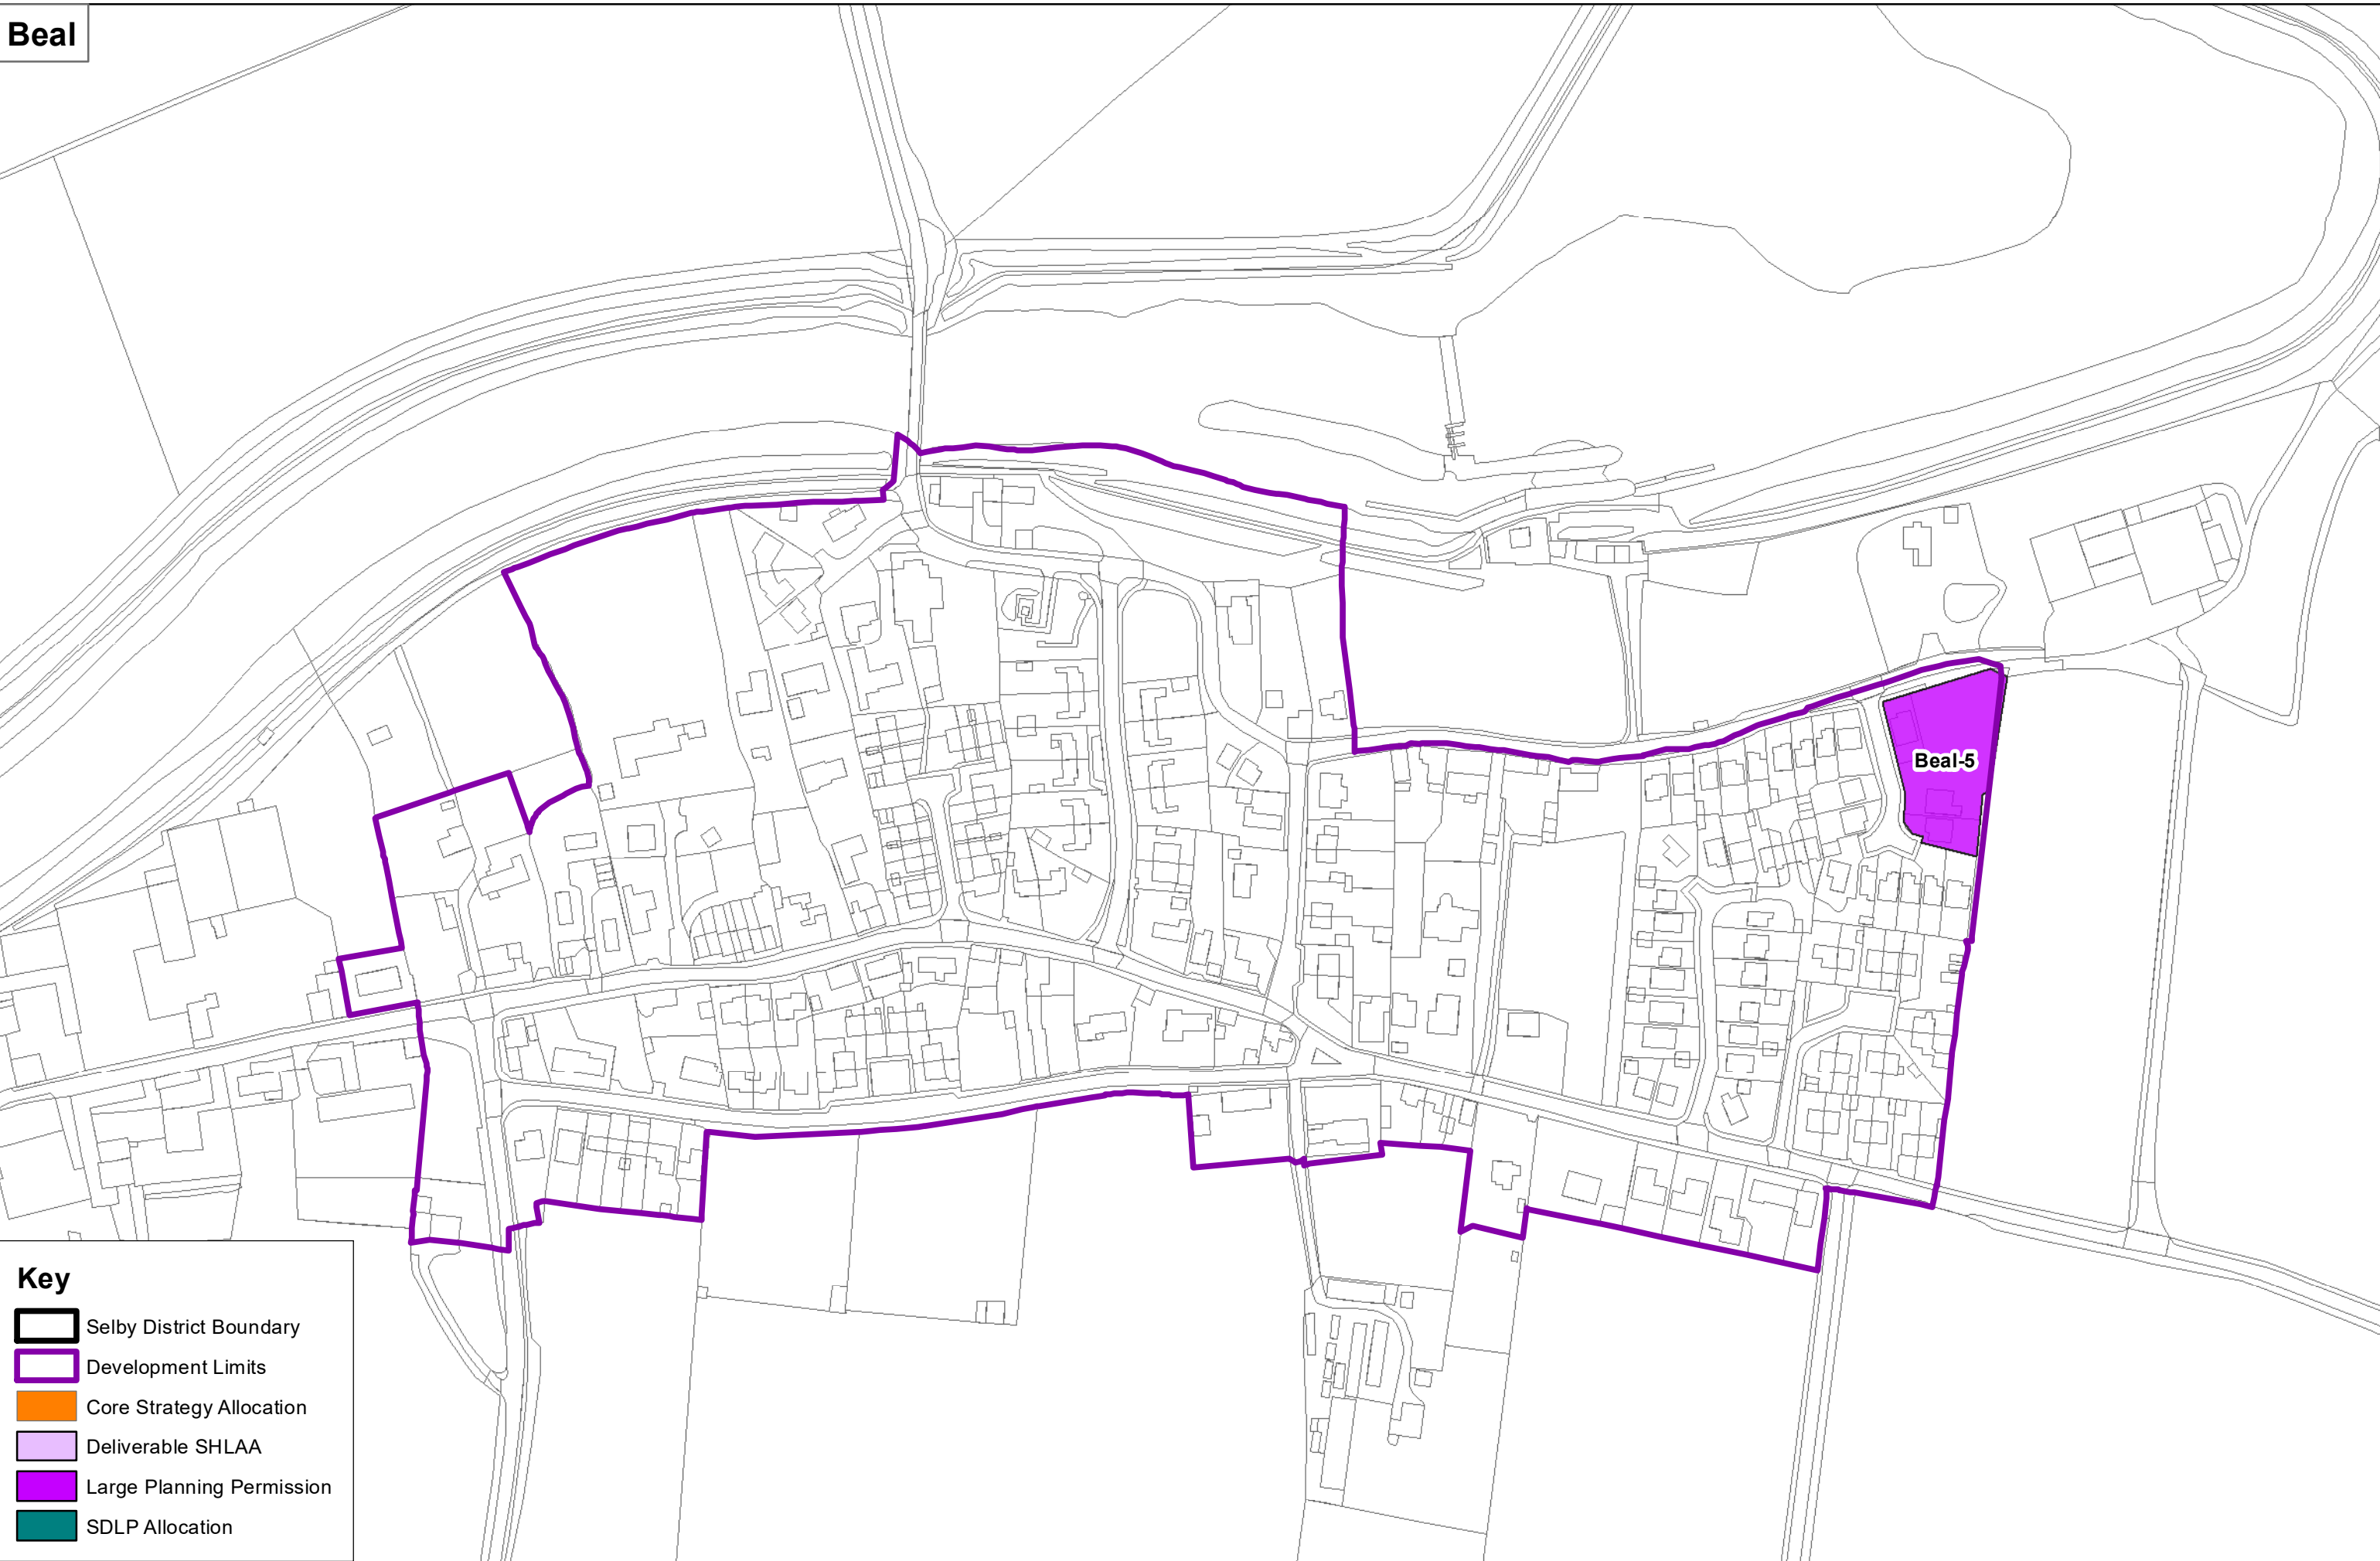 Beal
Beal-5
Key
Selby District Boundary
Development Limits
Core Strategy Allocation
Deliverable SHLAA
Large Planning Permission
SDLP Allocation